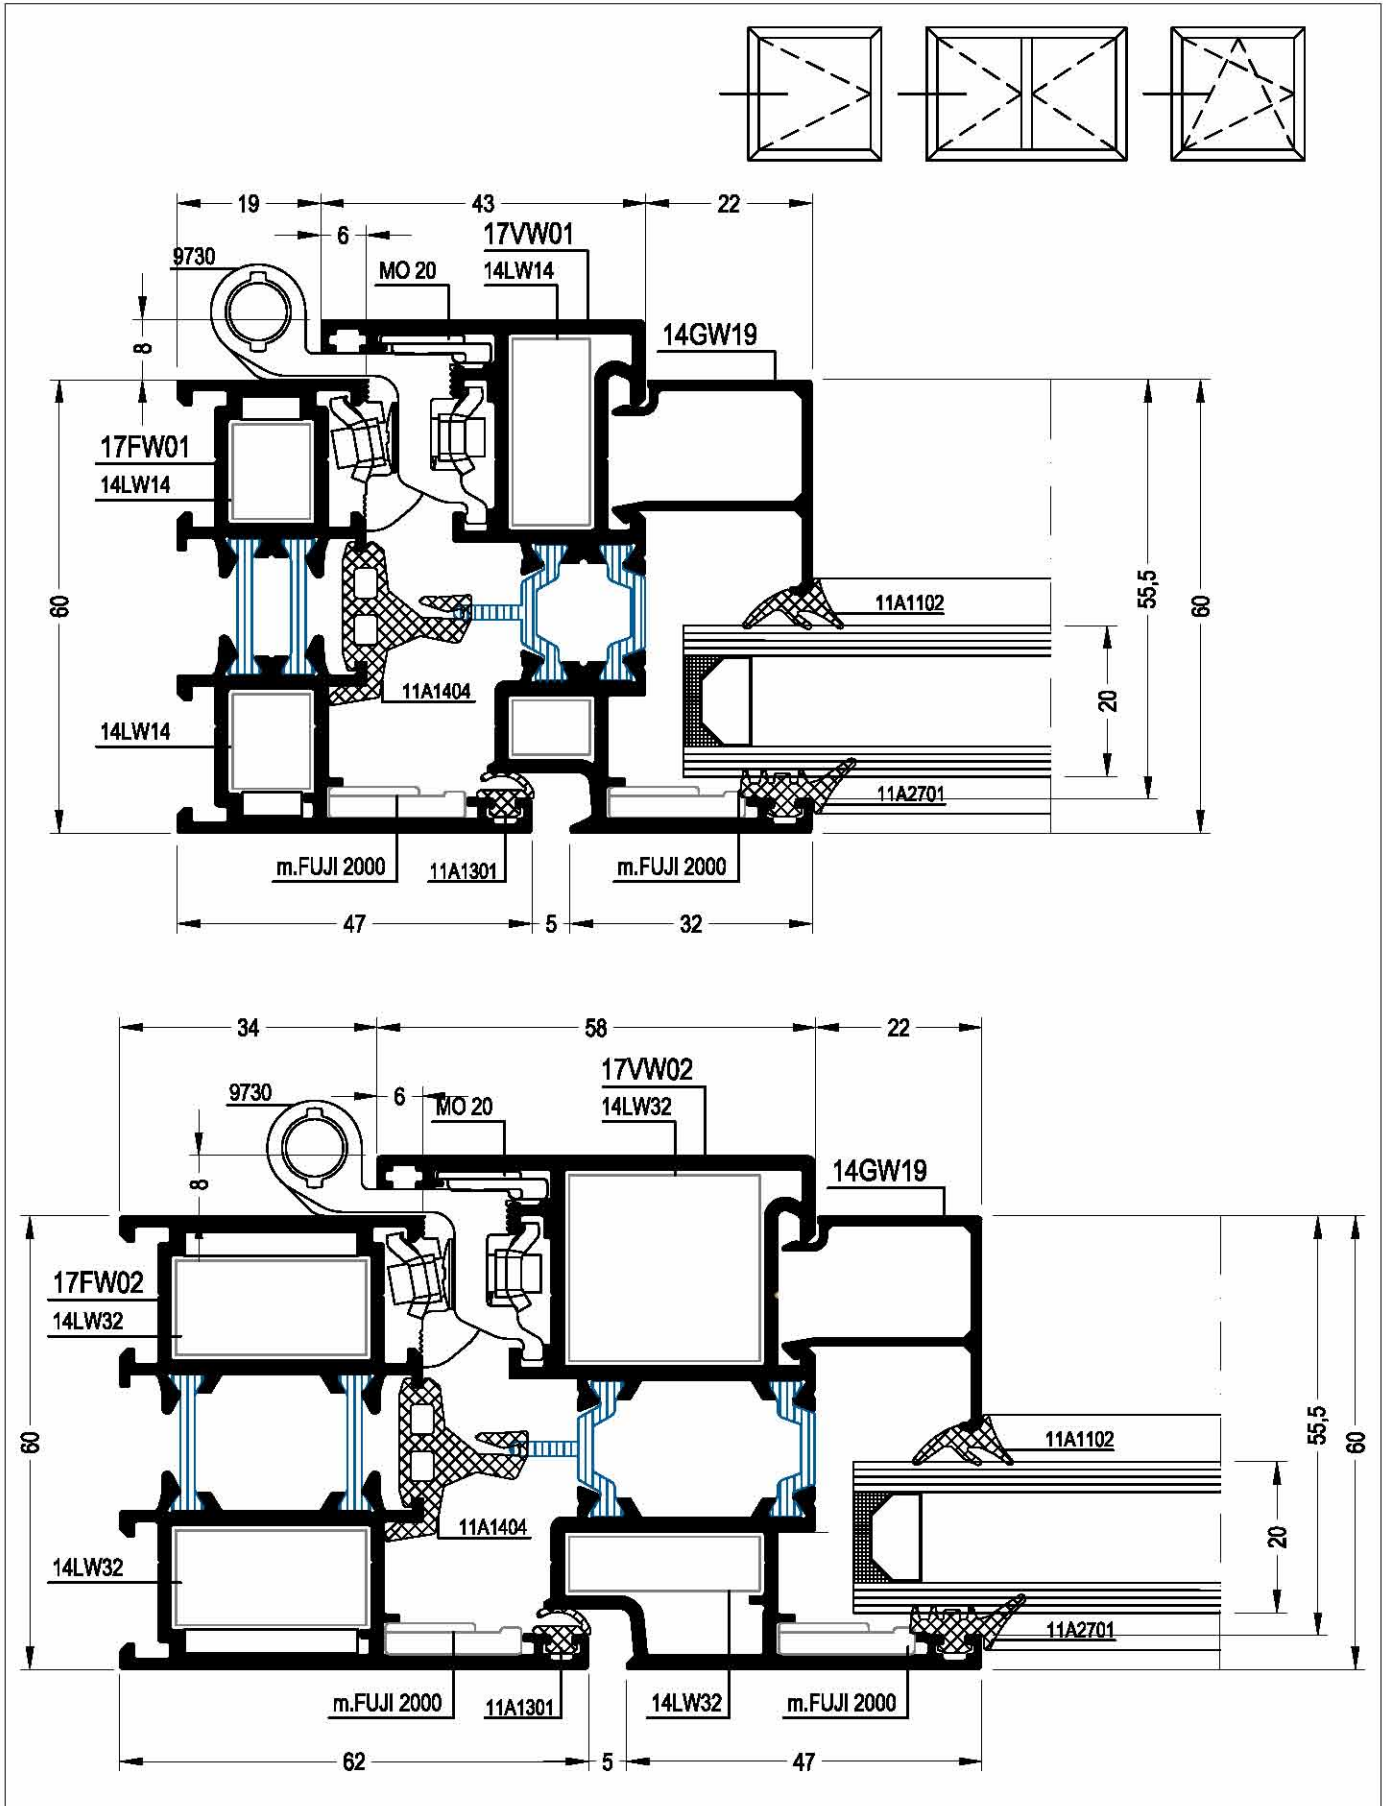 19 43 22
6
17VW01
9730
MO 20 14LW14
14GW19
8
17FW01
14LW14
60
11A1102
55,5
60
20
11A1404
14LW14
11A2701
m.FUJI 2000 11A1301 m.FUJI 2000
47 5 32
34 58 22
17VW02
9730 6 MO 20 14LW32
14GW19
8
17FW02
14LW32
60
11A1102
55,5
60
20
11A1404
14LW32
11A2701
m.FUJI 2000 11A1301 14LW32 m.FUJI 2000
62 5 47